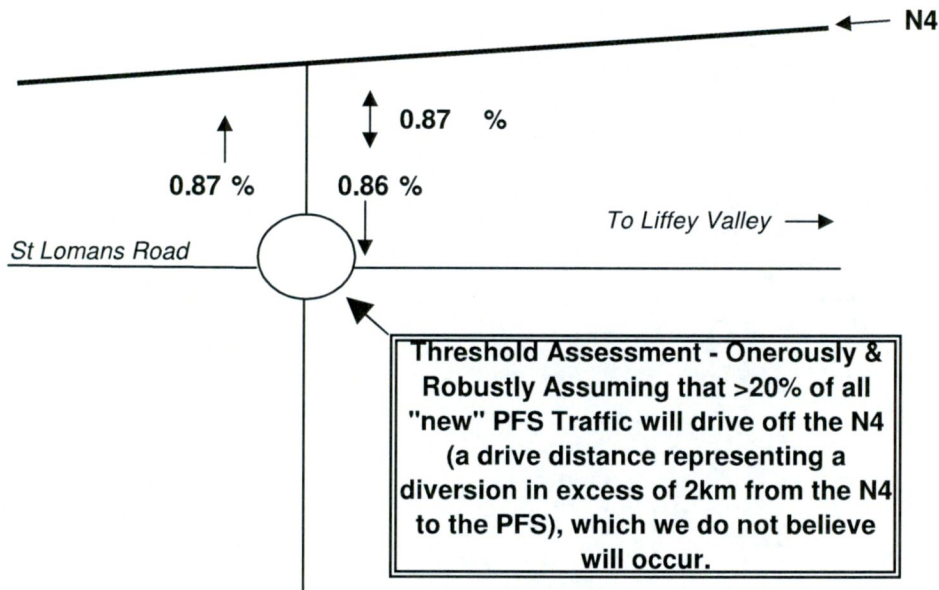 N4
0.87 %
0.87 % 0.86 %
To Liffey Valley
St Lomans Road
Threshold Assessment - Onerously &
Robustly Assuming that >20% of all
"new" PFS Traffic will drive off the N4
(a drive distance representing a
diversion in excess of 2km from the N4
to the PFS), which we do not believe
will occur.